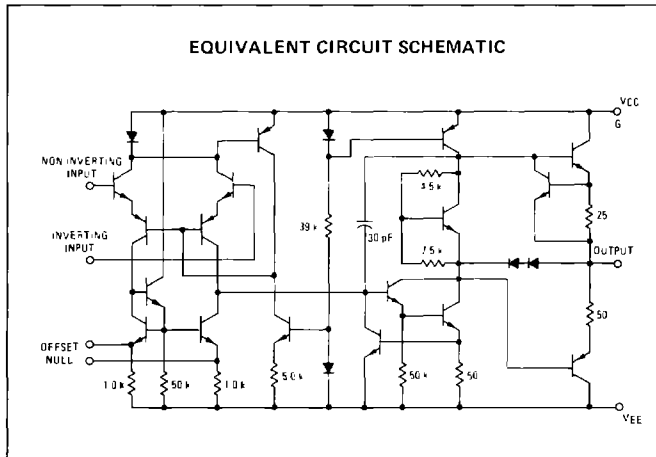 EQUIVALENT CIRCUIT SCHEMATIC
VCC
G
NON INVERTING
INPUT
INVERTING
INPUT
4.5 k
39 k
30 pF
7.5 k
25
OUTPUT
50
OFFSET
NULL
1.0 k
50 k
1.0 k
5.0 k
50 k
50
VEE